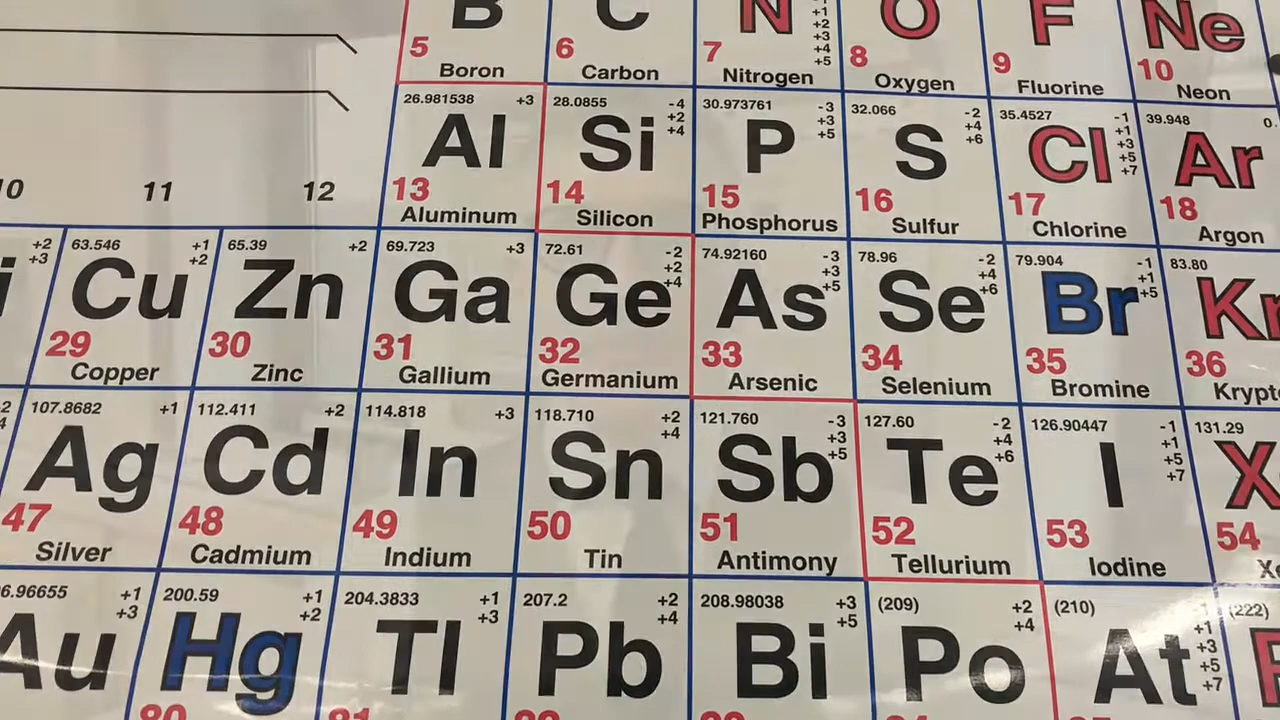 B C N +1 O F Ne
+2
+3
+4
5 6 7 +5 8 9 10
Boron Carbon Nitrogen Oxygen Fluorine Neon
26.981538 +3 28.0855 -4 30.973761 -3 32.066 -2 35.4527 -1 39.948 0
+2 +3 +4 +1
+4 +5 +6 +3
Al Si P S Cl +5 Ar
+7
10 11 12 13 14 15 16 17 18
Aluminum Silicon Phosphorus Sulfur Chlorine Argon
+2 63.546 +1 65.39 +2 69.723 +3 72.61 -2 74.92160 -3 78.96 -2 79.904 -1 83.80
+3 +2 +2 +3 +4 +1
+4 +5 +6 +5
Cu Zn Ga Ge As Se Br Kr
29 30 31 32 33 34 35 36
Copper Zinc Gallium Germanium Arsenic Selenium Bromine Krypt
107.8682 +1 112.411 +2 114.818 +3 118.710 +2 121.760 -3 127.60 -2 126.90447 -1 131.29
+4 +3 +4 +1
+5 +6 +5
+7
Ag Cd In Sn Sb Te I X
47 48 49 50 51 52 53 54
Silver Cadmium Indium Tin Antimony Tellurium Iodine Xe
6.96655 +1 200.59 +1 204.3833 +1 207.2 +2 208.98038 +3 (209) +2 (210) -1 (222)
+3 +2 +3 +4 +5 +4 +1
+3
+5
+7
Au Hg Tl Pb Bi Po At
80 81